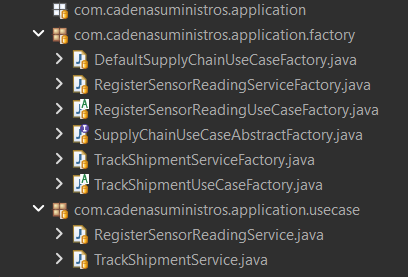 com.cadenasuministros.application
com.cadenasuministros.application.factory
DefaultSupplyChainUseCaseFactory.java
RegisterSensorReadingServiceFactory.java
RegisterSensorReadingUseCaseFactory.java
SupplyChainUseCaseAbstractFactory.java
TrackShipmentServiceFactory.java
TrackShipmentUseCaseFactory.java
com.cadenasuministros.application.usecase
RegisterSensorReadingService.java
TrackShipmentService.java